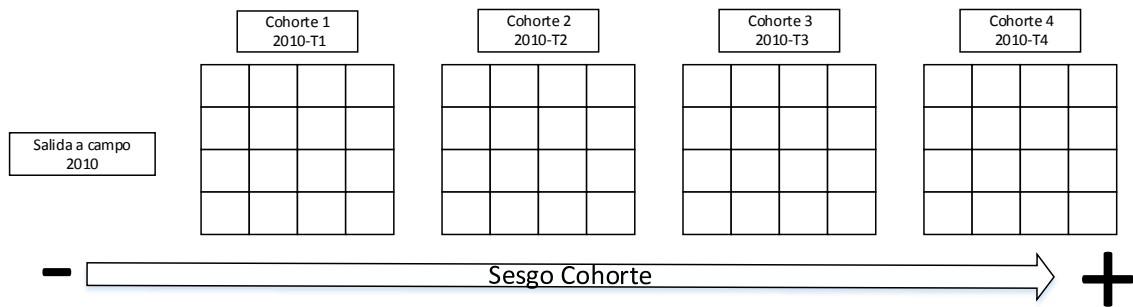 Cohorte 1
2010-T1
Cohorte 2
2010-T2
Cohorte 3
2010-T3
Cohorte 4
2010-T4
Salida a campo
2010
-
Sesgo Cohorte
+